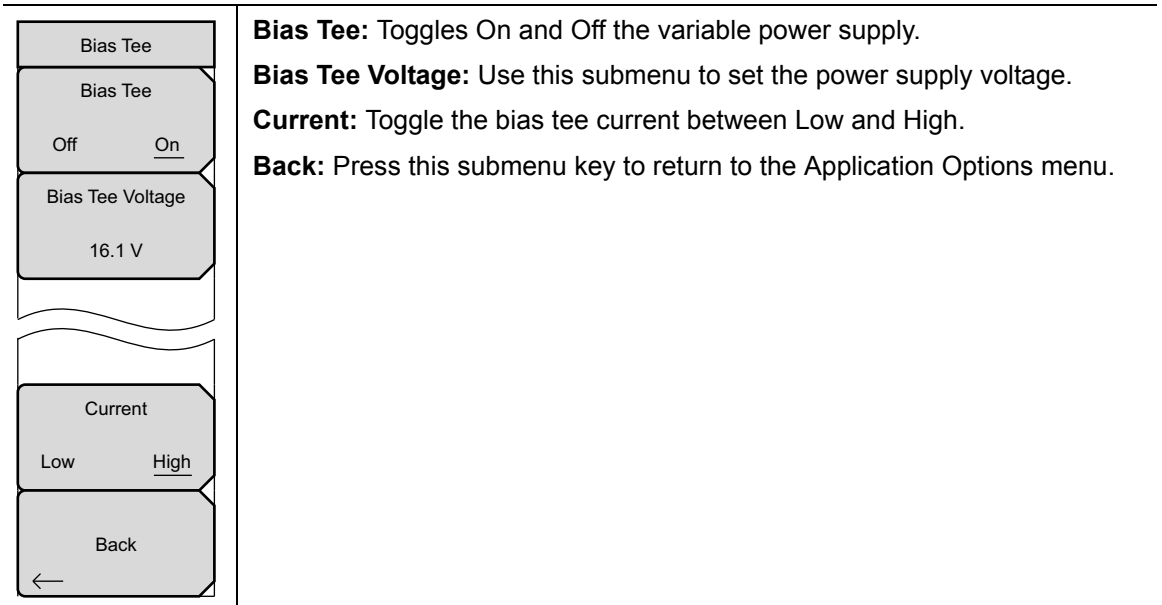 Bias Tee
Bias Tee
Off On
Bias Tee Voltage
16.1 V
Current
Low High
Back
Bias Tee: Toggles On and Off the variable power supply.
Bias Tee Voltage: Use this submenu to set the power supply voltage.
Current: Toggle the bias tee current between Low and High.
Back: Press this submenu key to return to the Application Options menu.